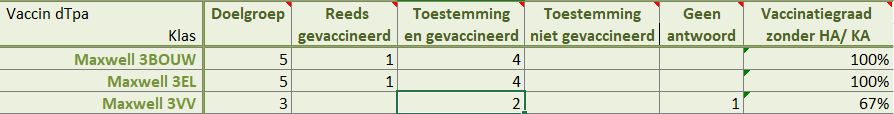 Vaccin dTpa Doelgroep Reeds Toestemming Toestemming Geen Vaccinatiegraad
Klas gevaccineerd en gevaccineerd niet gevaccineerd antwoord zonder HA/ KA
Maxwell 3BOUW 5 1 4 100%
Maxwell 3EL 5 1 4 100%
Maxwell 3VV 3 2 1 67%